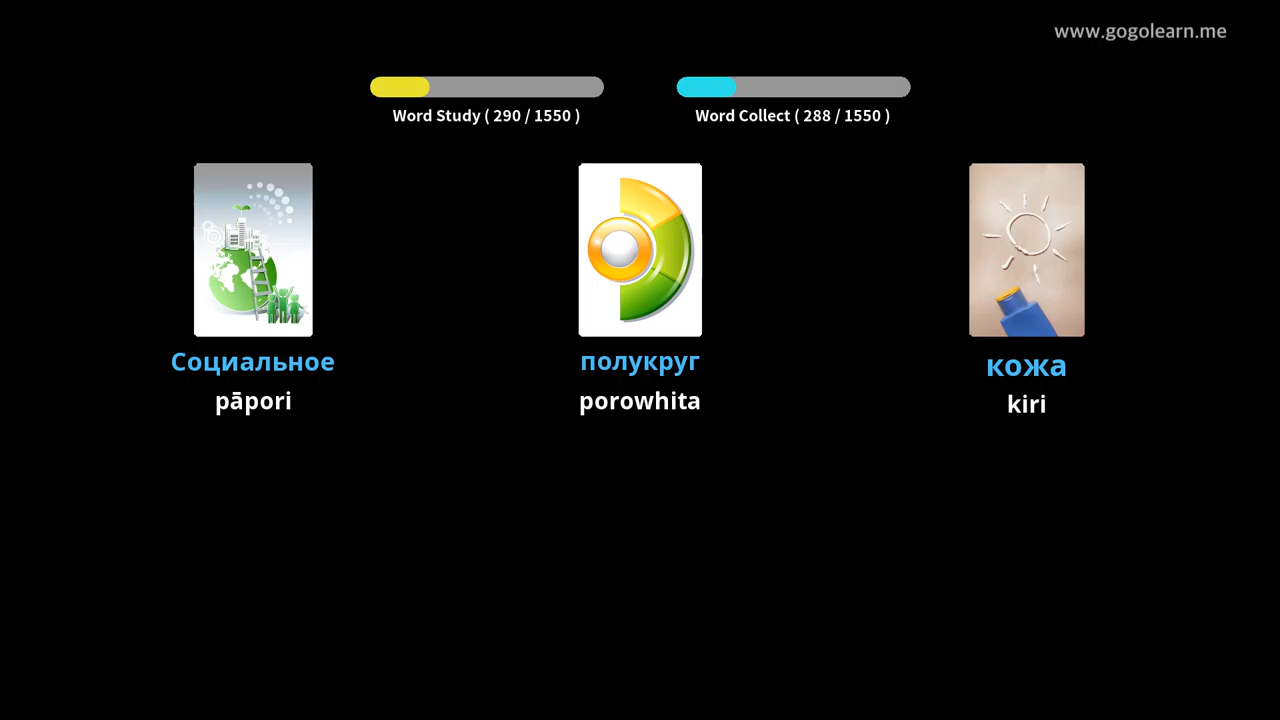 www.gogolearn.me
Word Study ( 290 / 1550 )
Word Collect ( 288 / 1550 )
Социальное
pāpori
полукруг
porowhita
кожа
kiri